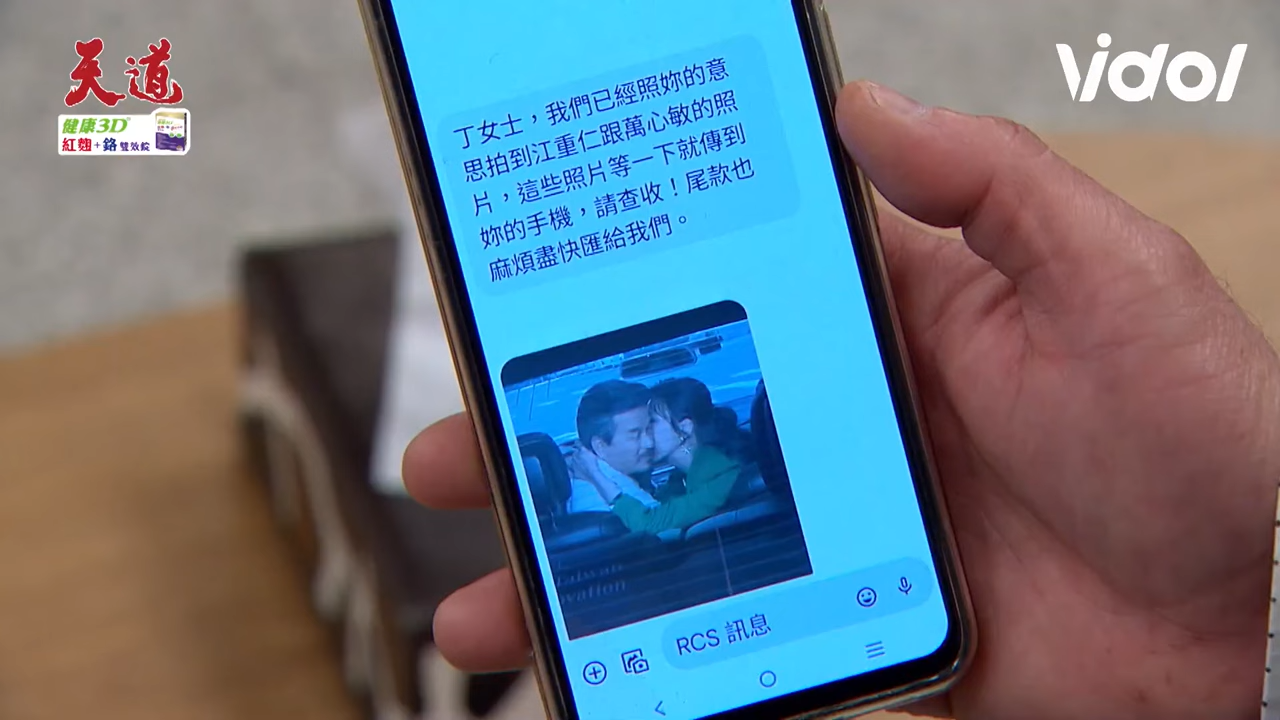 天道
健康3D
紅麴+鉻 雙效錠
Vidol
丁女士，我們已經照妳的意
思拍到江重仁跟萬心敏的照
片，這些照片等一下就傳到
妳的手機，請查收！尾款也
麻煩盡快匯給我們。
RCS 訊息